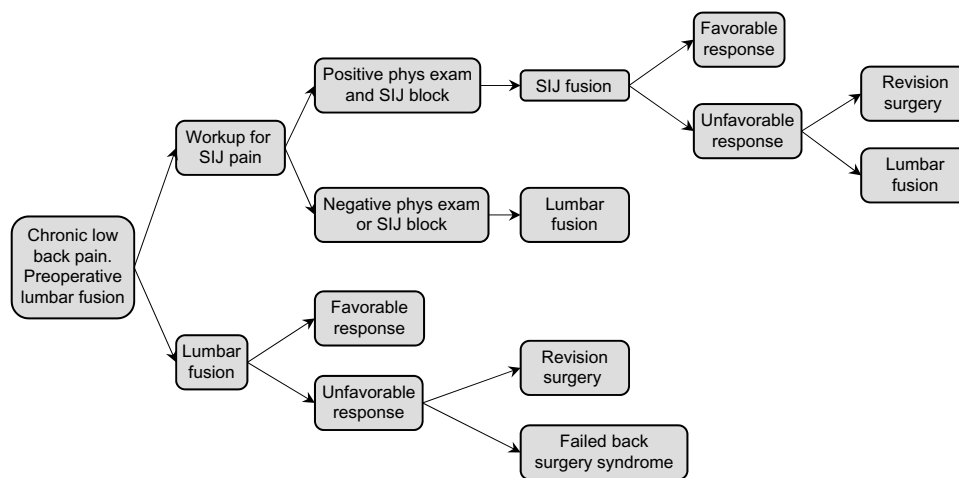 Favorable
response
Positive phys exam
and SIJ block
SIJ fusion
Revision
surgery
Unfavorable
response
Workup for
SIJ pain
Lumbar
fusion
Negative phys exam
or SIJ block
Lumbar
fusion
Chronic low
back pain.
Preoperative
lumbar fusion
Favorable
response
Lumbar
fusion
Revision
surgery
Unfavorable
response
Failed back
surgery syndrome